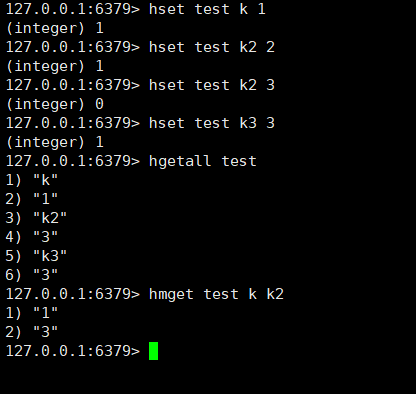 127.0.0.1:6379> hset test k 1
(integer) 1
127.0.0.1:6379> hset test k2 2
(integer) 1
127.0.0.1:6379> hset test k2 3
(integer) 0
127.0.0.1:6379> hset test k3 3
(integer) 1
127.0.0.1:6379> hgetall test
1) "k"
2) "1"
3) "k2"
4) "3"
5) "k3"
6) "3"
127.0.0.1:6379> hmget test k k2
1) "1"
2) "3"
127.0.0.1:6379>